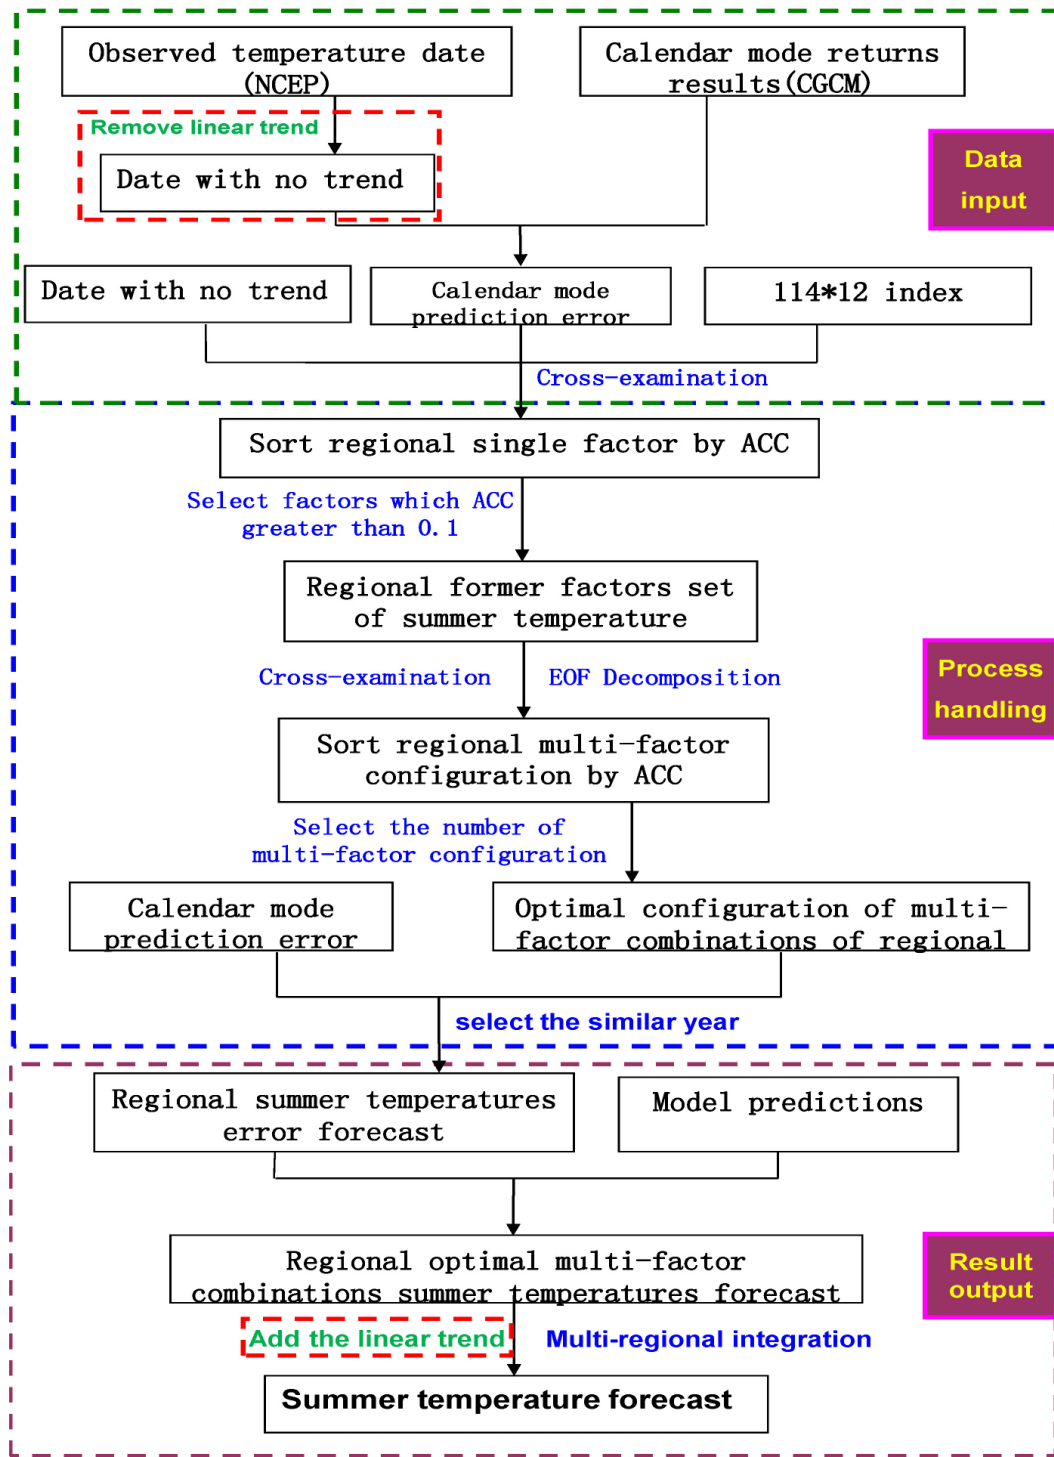 Observed temperature date
(NCEP)
Calendar mode returns
results(CGCM)
Remove linear trend
Date with no trend
Data
input
Date with no trend
Calendar mode
prediction error
114*12 index
Cross-examination
Sort regional single factor by ACC
Select factors which ACC
greater than 0.1
Regional former factors set
of summer temperature
Process
handling
Cross-examination
EOF Decomposition
Sort regional multi-factor
configuration by ACC
Select the number of
multi-factor configuration
Calendar mode
prediction error
Optimal configuration of multi-
factor combinations of regional
select the similar year
Regional summer temperatures
error forecast
Model predictions
Regional optimal multi-factor
combinations summer temperatures forecast
Result
output
Add the linear trend
Multi-regional integration
Summer temperature forecast